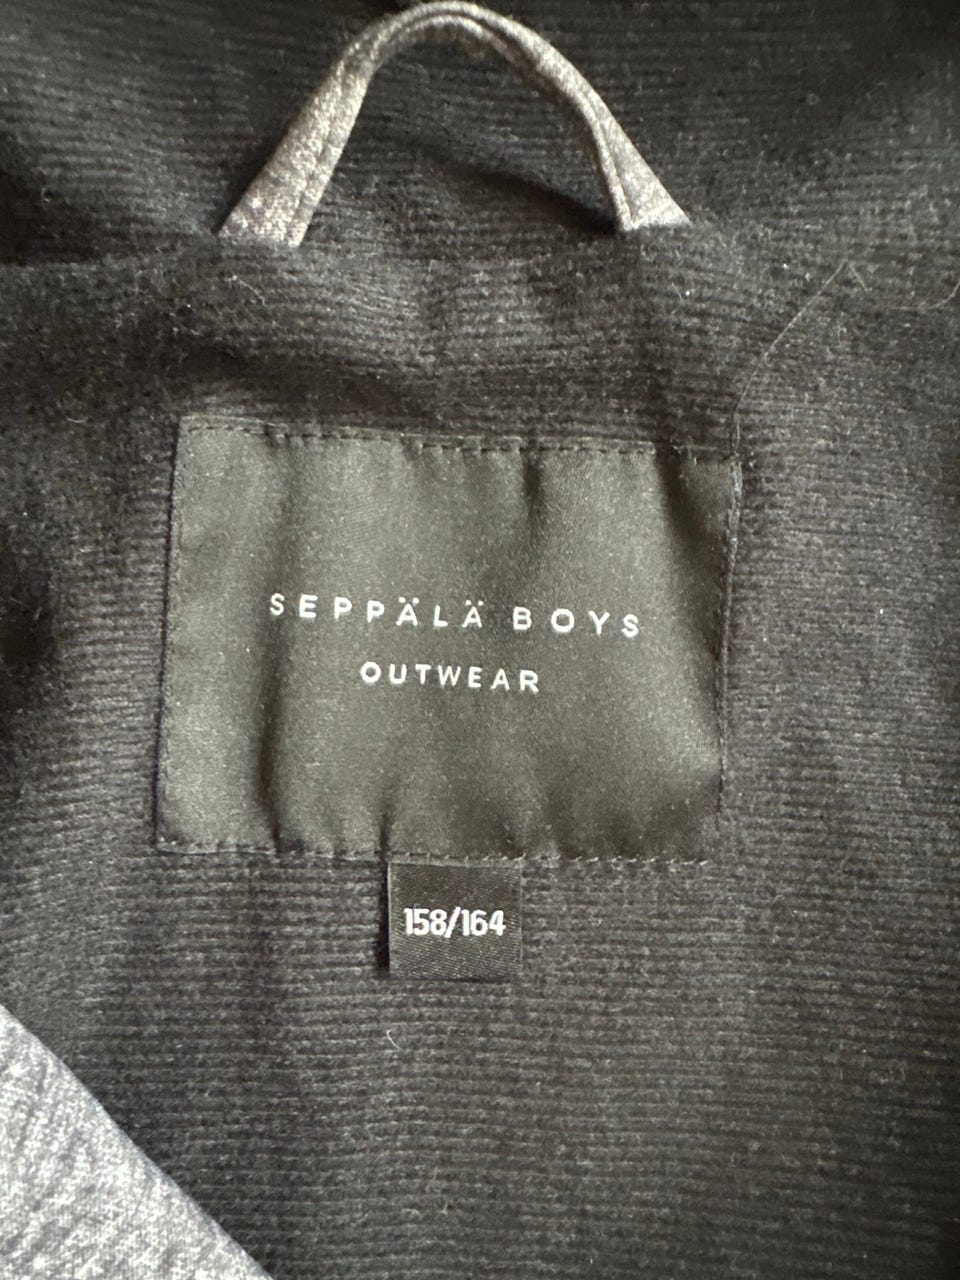 SEPPÄLÄ BOYS
OUTWEAR
158/164